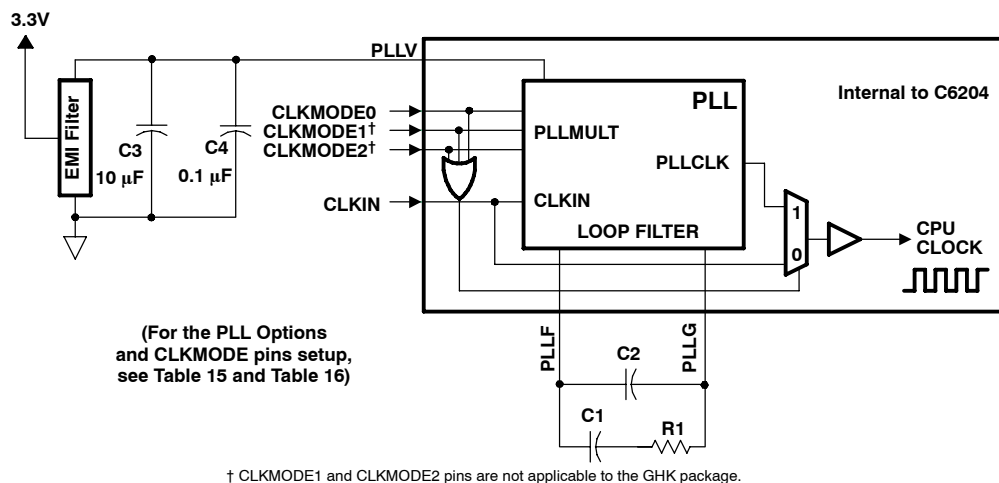 3.3V
PLLV
EMI Filter
C3
10 µF
C4
0.1 µF
CLKMODE0
CLKMODE1†
CLKMODE2†
CLKIN
PLL
PLLMULT
PLLCLK
CLKIN
LOOP FILTER
Internal to C6204
1
0
CPU
CLOCK
(For the PLL Options
and CLKMODE pins setup,
see Table 15 and Table 16)
PLLF
PLLG
C2
C1
R1
† CLKMODE1 and CLKMODE2 pins are not applicable to the GHK package.